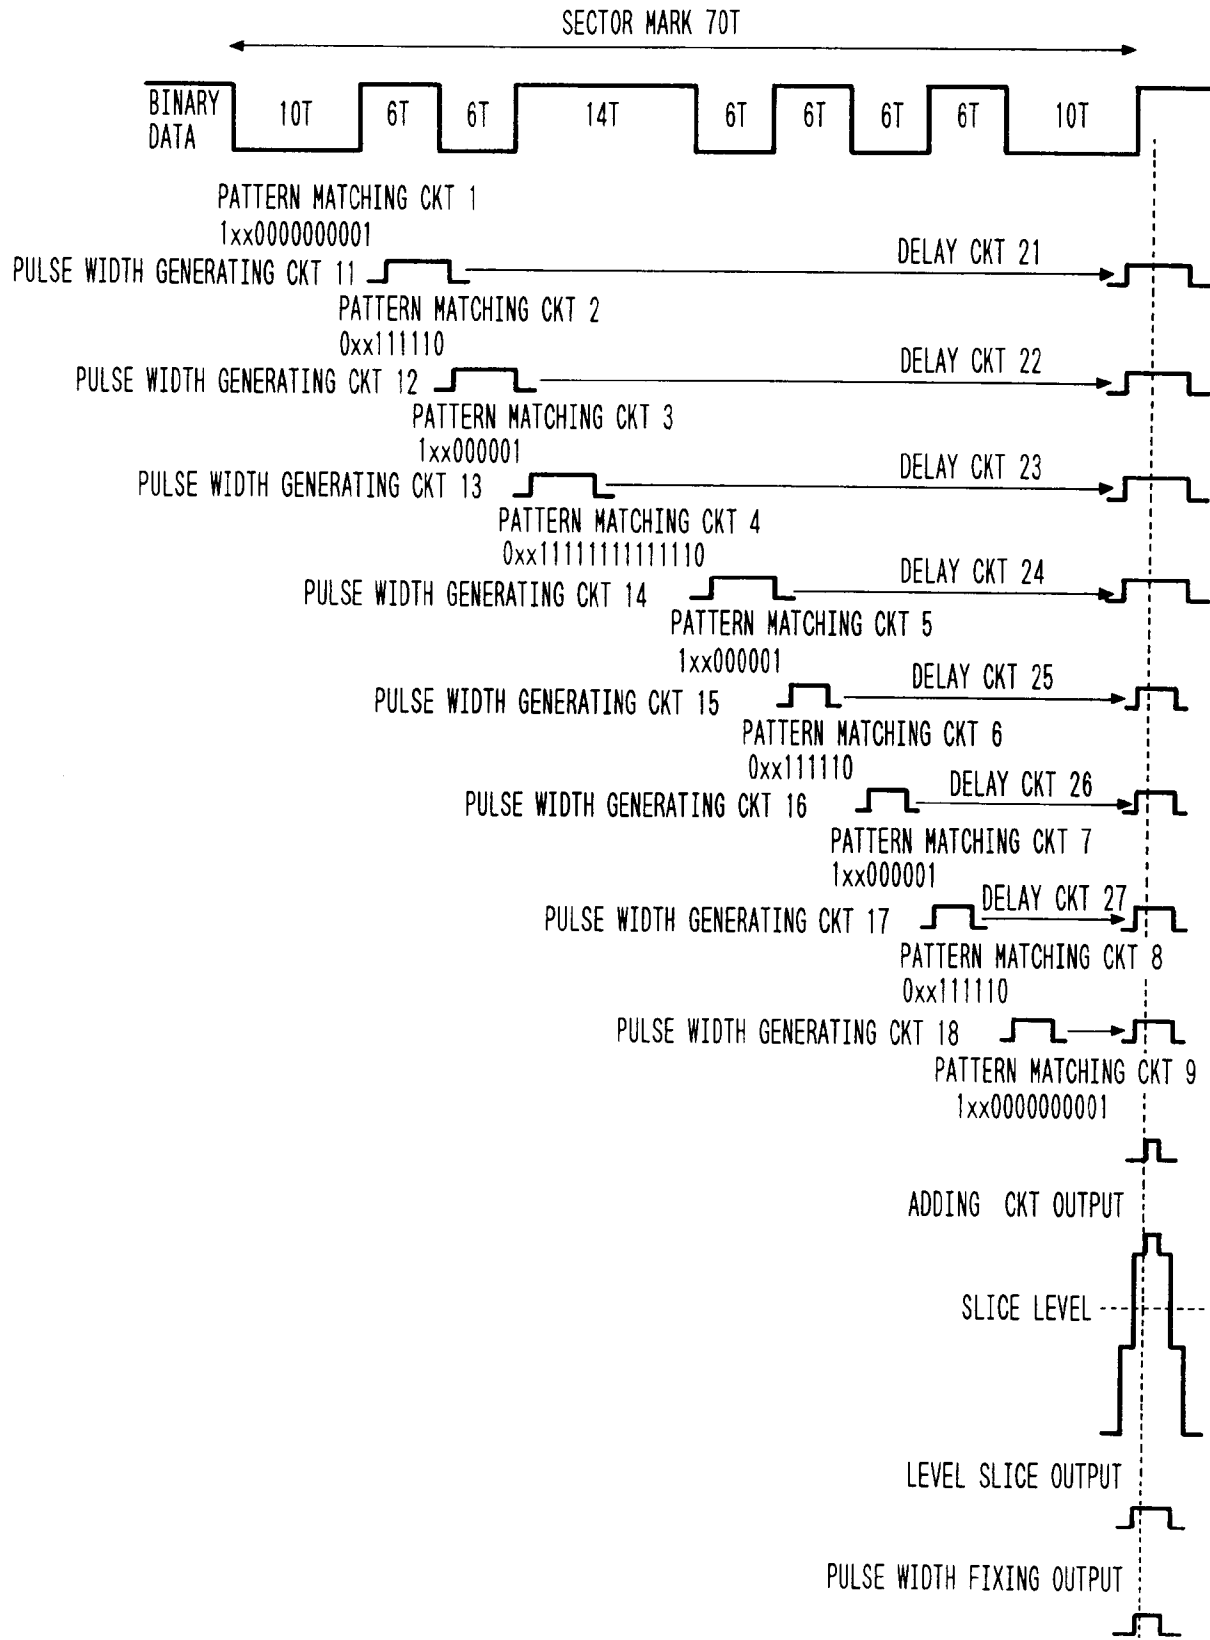 SECTOR MARK 70T
BINARY DATA
10T 6T 6T 14T 6T 6T 6T 6T 10T
PATTERN MATCHING CKT 1
1xx0000000001
PULSE WIDTH GENERATING CKT 11
DELAY CKT 21
PATTERN MATCHING CKT 2
0xx111110
PULSE WIDTH GENERATING CKT 12
DELAY CKT 22
PATTERN MATCHING CKT 3
1xx000001
PULSE WIDTH GENERATING CKT 13
DELAY CKT 23
PATTERN MATCHING CKT 4
0xx11111111111110
PULSE WIDTH GENERATING CKT 14
DELAY CKT 24
PATTERN MATCHING CKT 5
1xx000001
PULSE WIDTH GENERATING CKT 15
DELAY CKT 25
PATTERN MATCHING CKT 6
0xx111110
PULSE WIDTH GENERATING CKT 16
DELAY CKT 26
PATTERN MATCHING CKT 7
1xx000001
PULSE WIDTH GENERATING CKT 17
DELAY CKT 27
PATTERN MATCHING CKT 8
0xx111110
PULSE WIDTH GENERATING CKT 18
PATTERN MATCHING CKT 9
1xx0000000001
ADDING CKT OUTPUT
SLICE LEVEL
LEVEL SLICE OUTPUT
PULSE WIDTH FIXING OUTPUT